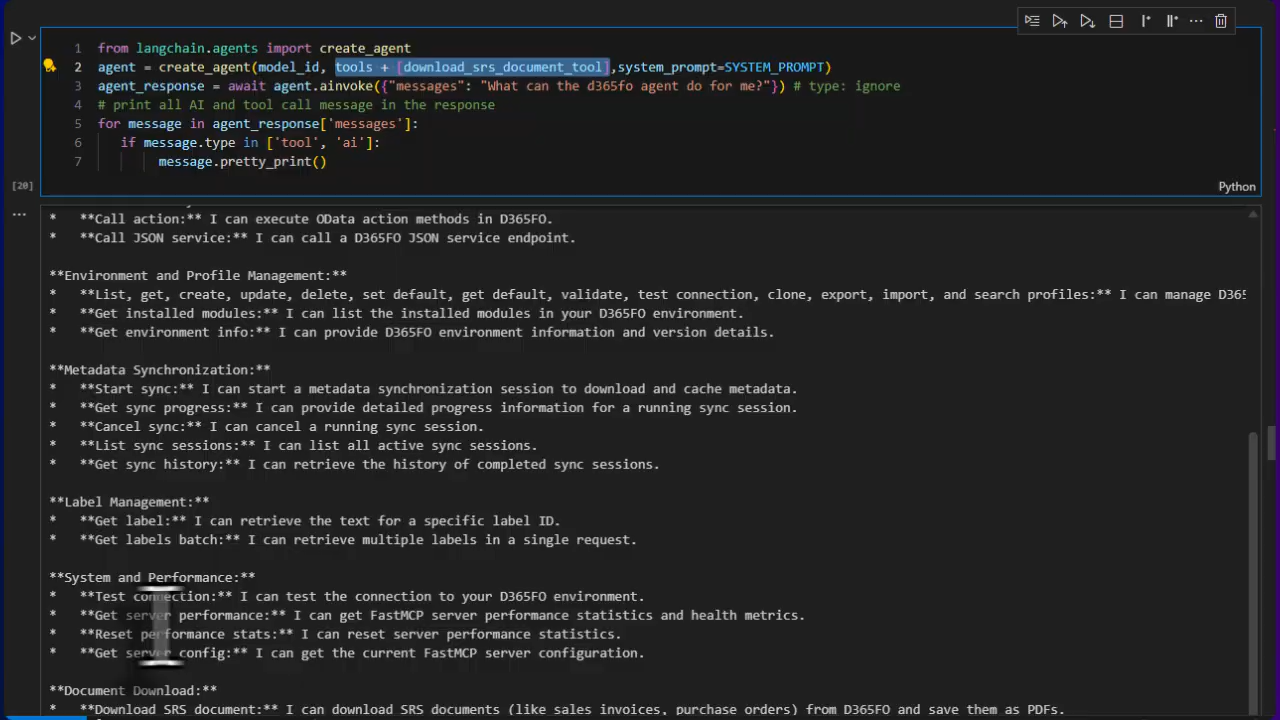 1 from langchain.agents import create_agent
2 agent = create_agent(model_id, tools + [download_srs_document_tool],system_prompt=SYSTEM_PROMPT)
3 agent_response = await agent.ainvoke({"messages": "What can the d365fo agent do for me?"}) # type: ignore
4 # print all AI and tool call message in the response
5 for message in agent_response['messages']:
6 if message.type in ['tool', 'ai']:
7 message.pretty_print()
[20]
Python
* **Call action:** I can execute OData action methods in D365FO.
* **Call JSON service:** I can call a D365FO JSON service endpoint.
**Environment and Profile Management:**
* **List, get, create, update, delete, set default, get default, validate, test connection, clone, export, import, and search profiles:** I can manage D365
* **Get installed modules:** I can list the installed modules in your D365FO environment.
* **Get environment info:** I can provide D365FO environment information and version details.
**Metadata Synchronization:**
* **Start sync:** I can start a metadata synchronization session to download and cache metadata.
* **Get sync progress:** I can provide detailed progress information for a running sync session.
* **Cancel sync:** I can cancel a running sync session.
* **List sync sessions:** I can list all active sync sessions.
* **Get sync history:** I can retrieve the history of completed sync sessions.
**Label Management:**
* **Get label:** I can retrieve the text for a specific label ID.
* **Get labels batch:** I can retrieve multiple labels in a single request.
**System and Performance:**
* **Test connection:** I can test the connection to your D365FO environment.
* **Get server performance:** I can get FastMCP server performance statistics and health metrics.
* **Reset performance stats:** I can reset server performance statistics.
* **Get server config:** I can get the current FastMCP server configuration.
**Document Download:**
* **Download SRS document:** I can download SRS documents (like sales invoices, purchase orders) from D365FO and save them as PDFs.